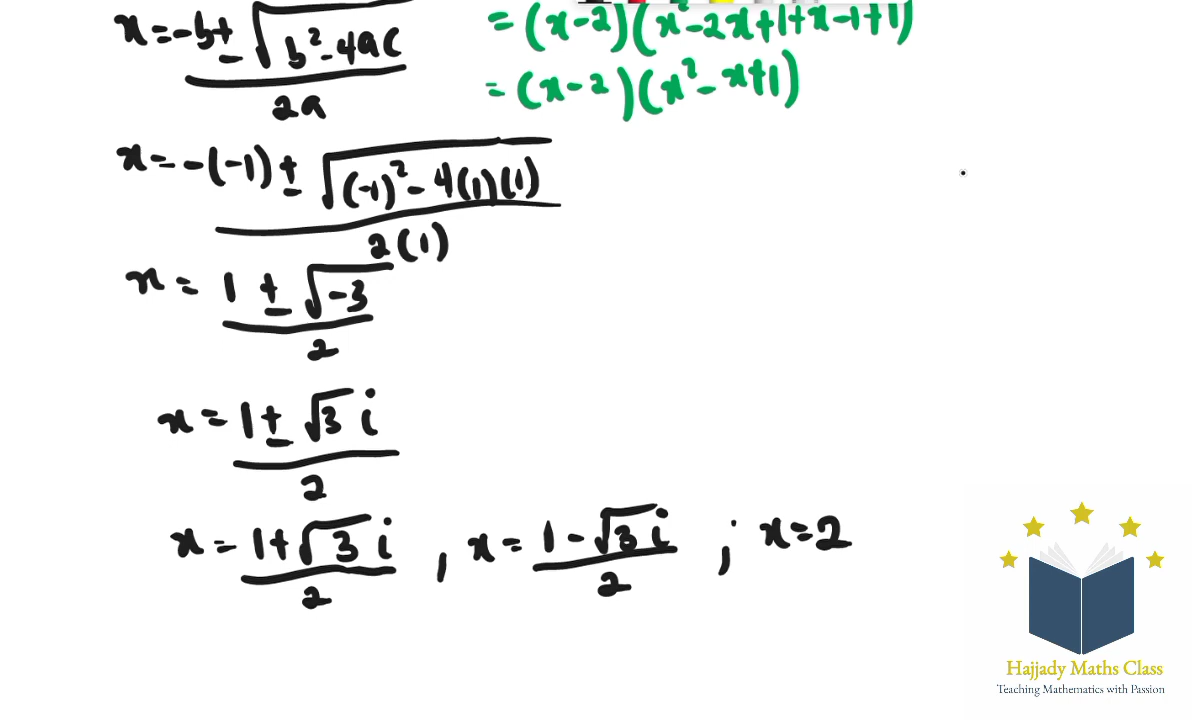 x = -b ± √(b² - 4ac) / 2a
= (x-2)(x²-2x+1+x-1+1)
= (x-2)(x²-x+1)
x = -(-1) ± √((-1)² - 4(1)(1)) / 2(1)
x = 1 ± √-3 / 2
x = 1 ± √3 i / 2
x = 1+√3 i / 2 , x = 1-√3 i / 2 ; x=2
Hajjady Maths Class
Teaching Mathematics with Passion